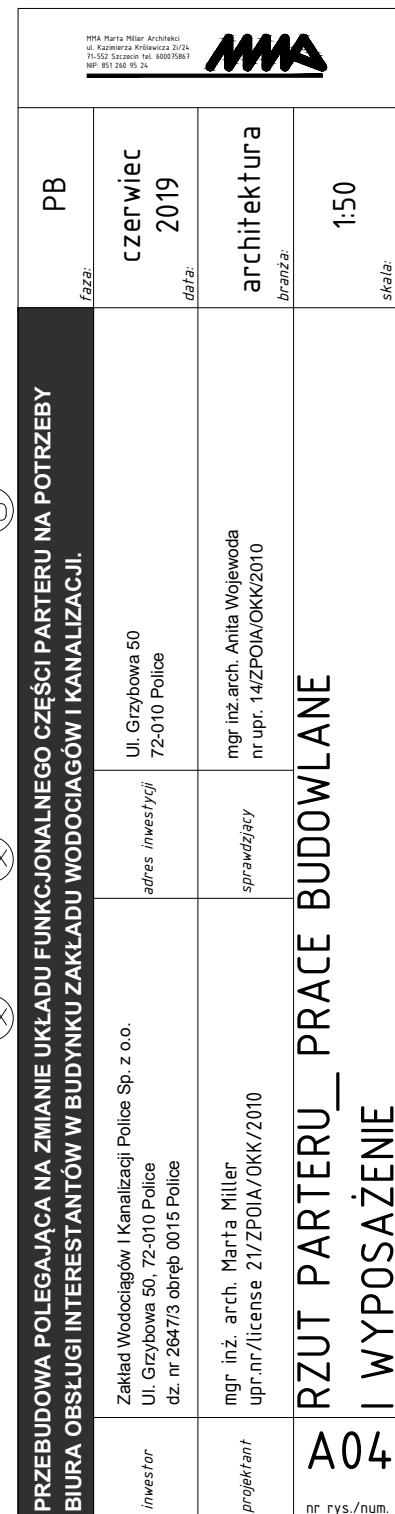 MMA Marta Miller Architekci
ul. Kazimierza Królewicza 2i/24
71-552 Szczecin tel. 600075867
NIP: 851 260 95 24
MMA
PRZEBUDOWA POLEGAJĄCA NA ZMIANIE UKŁADU FUNKCJONALNEGO CZĘŚCI PARTERU NA POTRZEBY
BIURA OBSŁUGI INTERESTANTÓW W BUDYNKU ZAKŁADU WODOCIAGÓW I KANALIZACJI.
faza:
PB
inwestor
Zakład Wodociągów I Kanalizacji Police Sp. z o.o.
Ul. Grzybowa 50, 72-010 Police
dz. nr 2647/3 obręb 0015 Police
adres inwestycji
Ul. Grzybowa 50
72-010 Police
data:
czerwiec
2019
projektant
mgr inż. arch. Marta Miller
upr.nr/license 21/ZPOIA/OKK/2010
sprawdzjący
mgr inż.arch. Anita Wojewoda
nr upr. 14/ZPOIA/OKK/2010
branża:
architektura
nr rys./num.
A04
RZUT PARTERU_ PRACE BUDOWLANE
I WYPOSAŻENIE
skala:
1:50